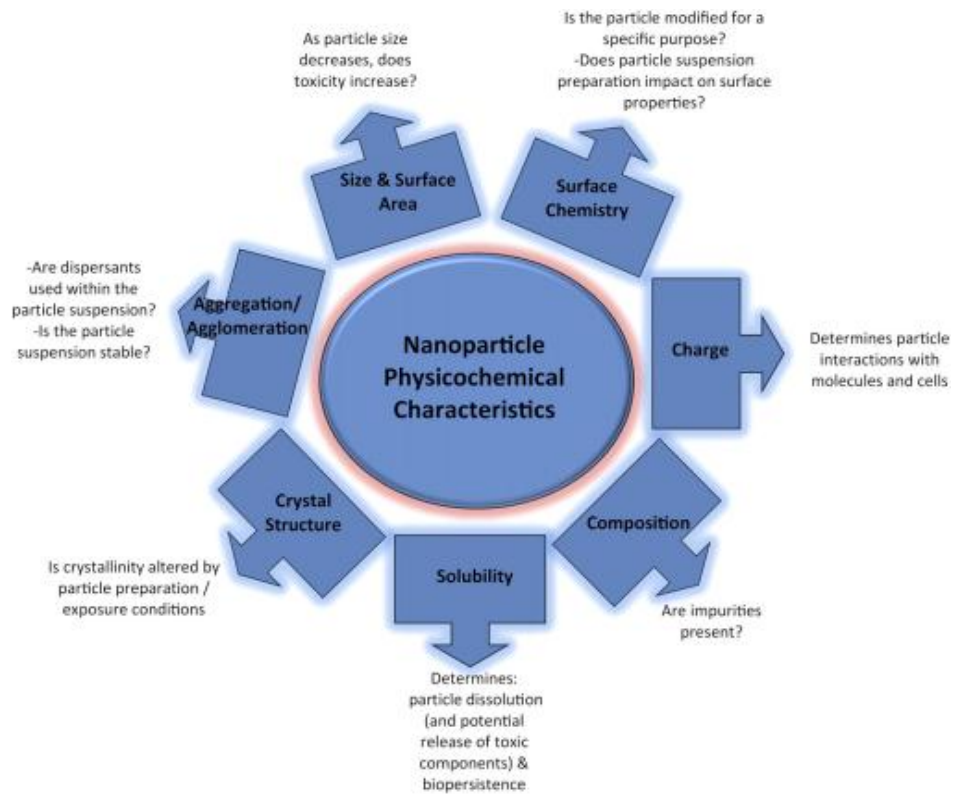 As particle size
decreases, does
toxicity increase?
Is the particle modified for a
specific purpose?
-Does particle suspension
preparation impact on surface
properties?
Size & Surface
Area
Surface
Chemistry
-Are dispersants
used within the
particle suspension?
-Is the particle
suspension stable?
Aggregation/
Agglomeration
Nanoparticle
Physicochemical
Characteristics
Charge
Determines particle
interactions with
molecules and cells
Crystal
Structure
Composition
Solubility
Is crystallinity altered by
particle preparation /
exposure conditions
Are impurities
present?
Determines:
particle dissolution
(and potential
release of toxic
components) &
biopersistence